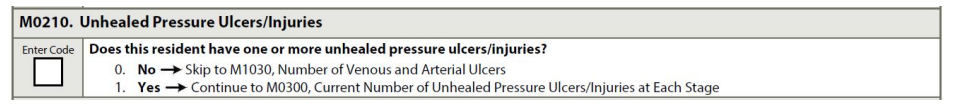 M0210. Unhealed Pressure Ulcers/Injuries
Enter Code
Does this resident have one or more unhealed pressure ulcers/injuries?
0. No → Skip to M1030, Number of Venous and Arterial Ulcers
1. Yes → Continue to M0300, Current Number of Unhealed Pressure Ulcers/Injuries at Each Stage